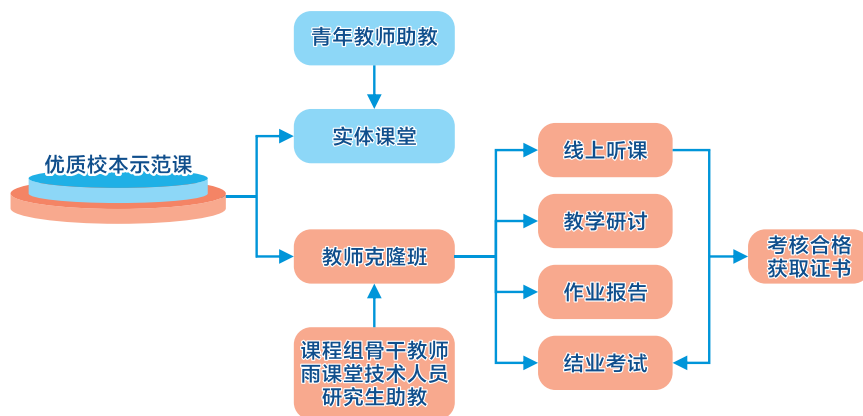 青年教师助教
实体课堂
优质校本示范课
教师克隆班
课程组骨干教师
雨课堂技术人员
研究生助教
线上听课
教学研讨
作业报告
结业考试
考核合格
获取证书